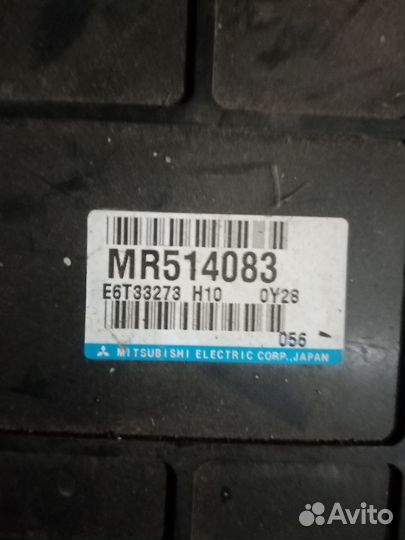 MR514083
E6T33273 H10 0Y28
056
MITSUBISHI ELECTRIC CORP.,JAPAN
Avito